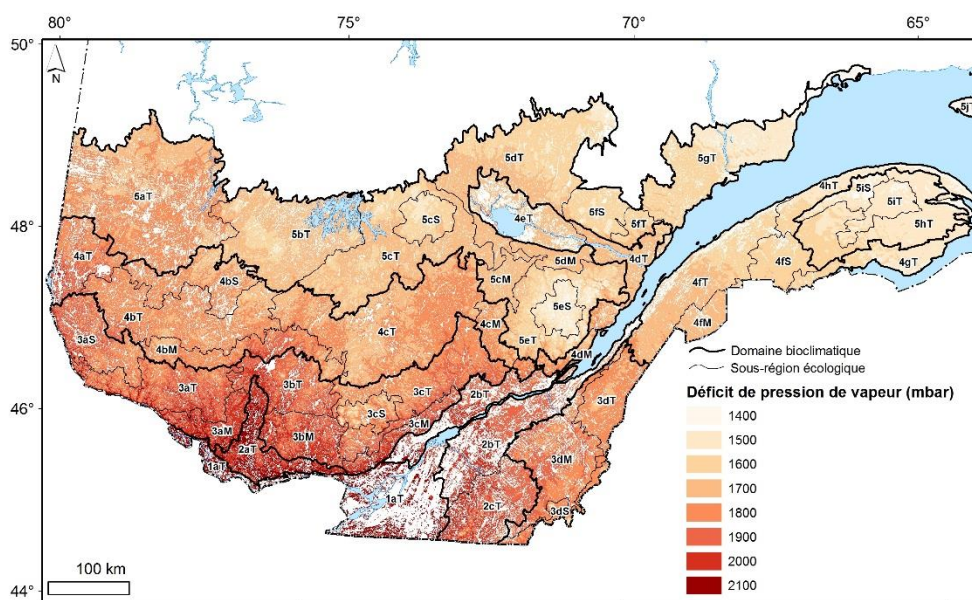 80° 75° 70° 65°
50°
N
5jT
5dT
5gT
4hT 5iS
5aT
5iT
5cS
4eT
5fS
5bT
5fT
5hT
48°
4aT
5cT
5dM
4dT
4fS
4gT
4bS
5cM
4fT
5eS
4bT
4cT
4cM
4fM
3aS
5eT
4bM
4dM
Domaine bioclimatique
Sous-région écologique
3aT
3bT
3cT
2bT
Déficit de pression de vapeur (mbar)
46°
3cS
3dT
1400
3aM
3bM
3cM
2bT
1500
2aT
3dM
1600
1aT
1700
1aT
2cT
1800
3dS
1900
2000
100 km
2100
44°